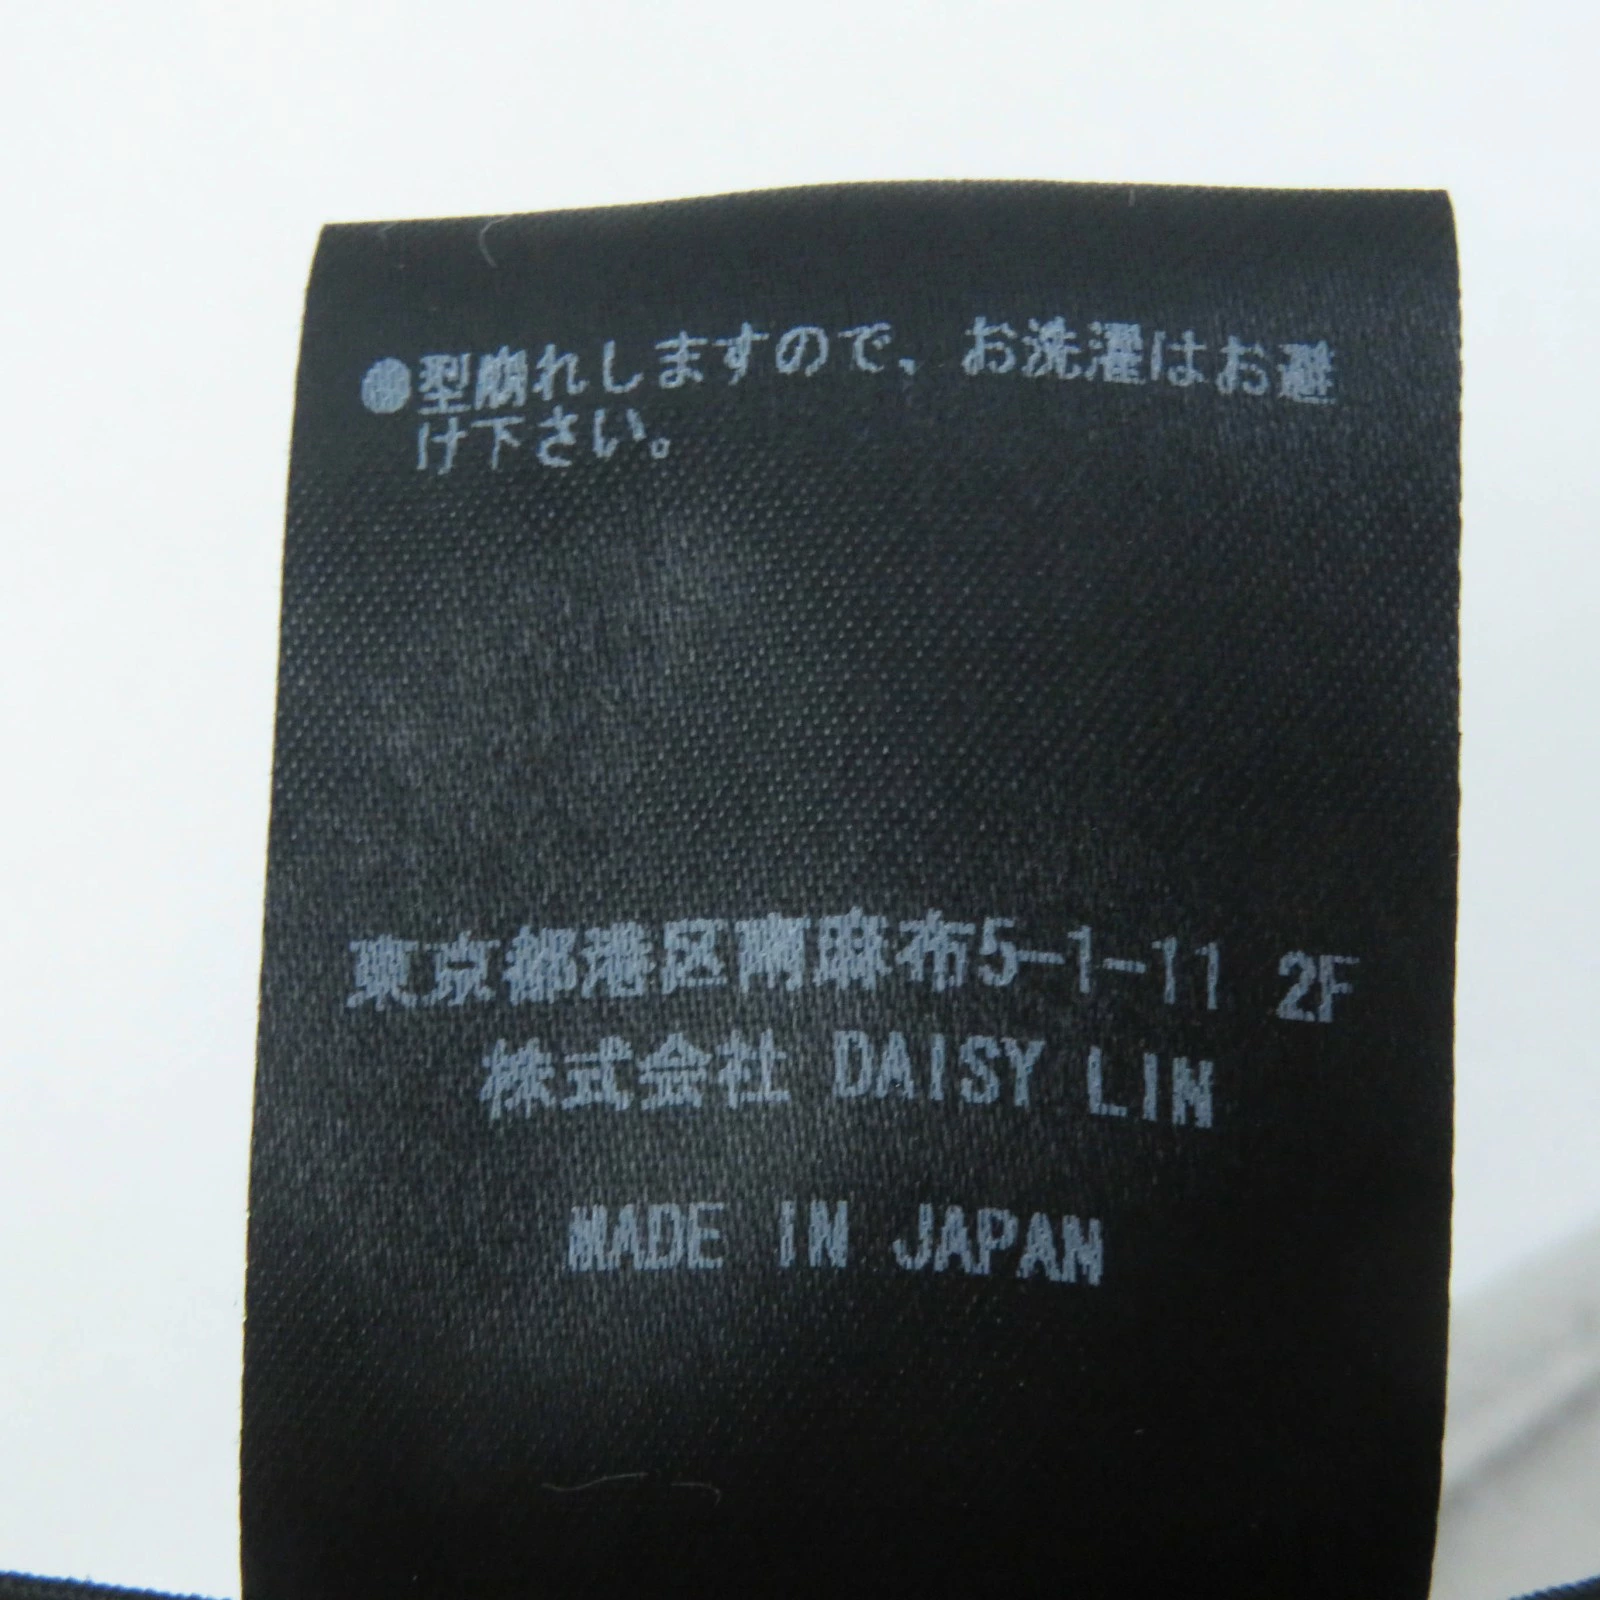 ●型崩れしますので、お洗濯はお避
け下さい。
東京都港区南麻布5-1-11 2F
株式会社 DAISY LIN
MADE IN JAPAN